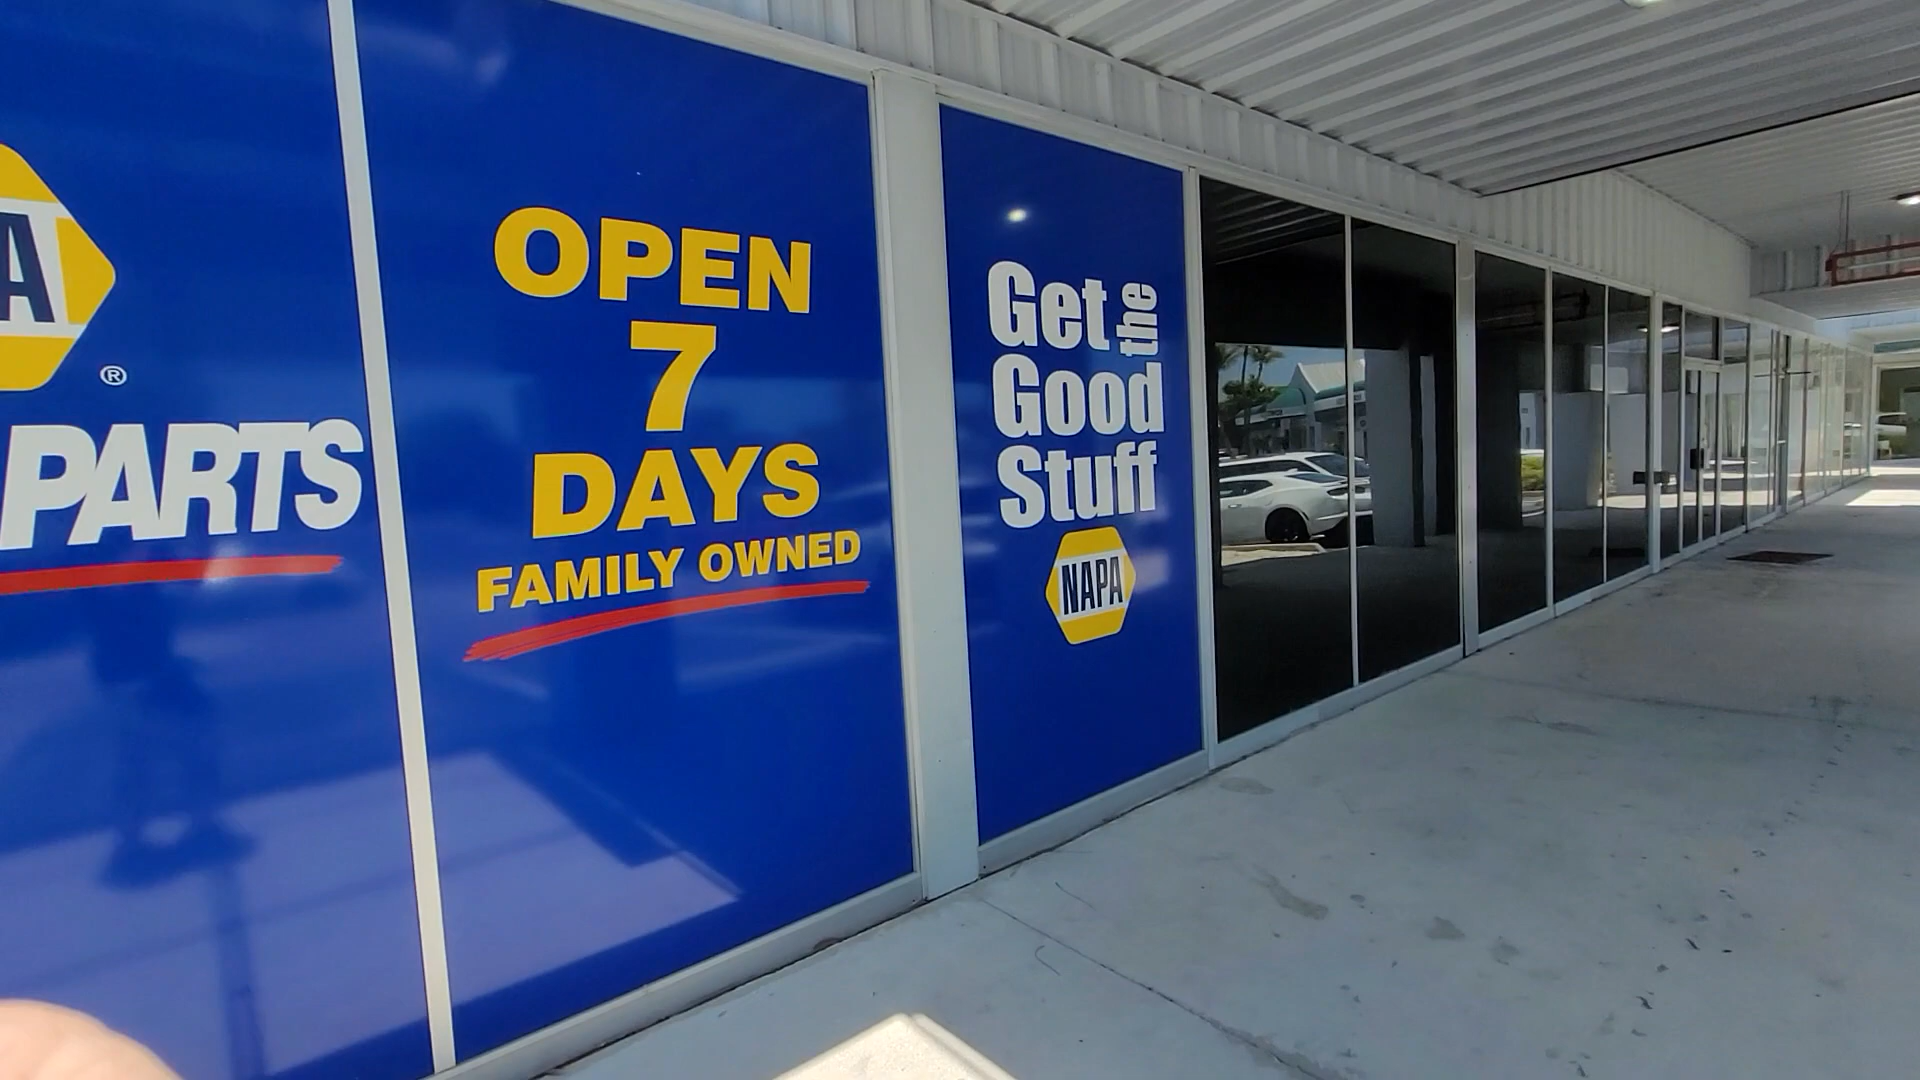 A
®
PARTS
OPEN
7
DAYS
FAMILY OWNED
Get the
Good
Stuff
NAPA